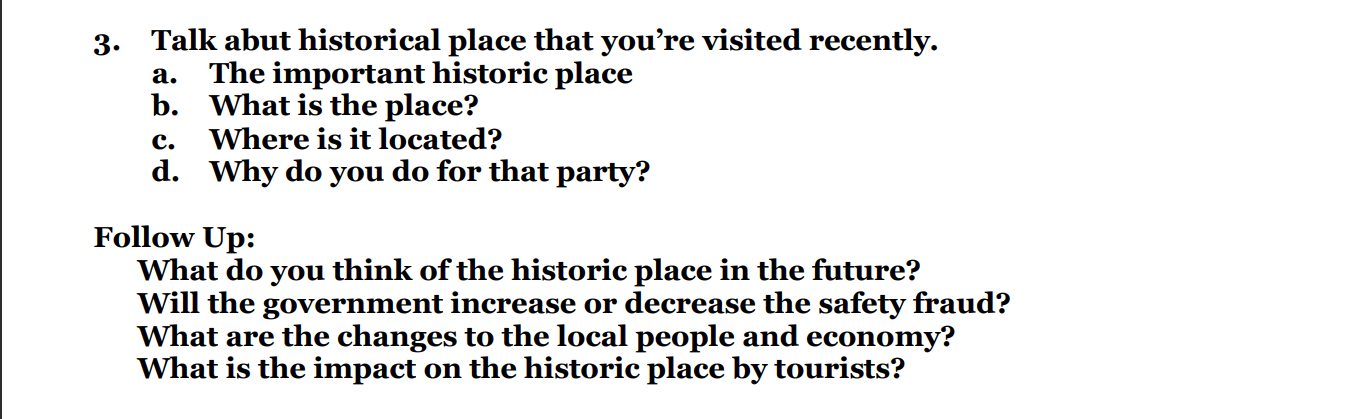 3. Talk abut historical place that you’re visited recently.
a. The important historic place
b. What is the place?
c. Where is it located?
d. Why do you do for that party?
Follow Up:
What do you think of the historic place in the future?
Will the government increase or decrease the safety fraud?
What are the changes to the local people and economy?
What is the impact on the historic place by tourists?